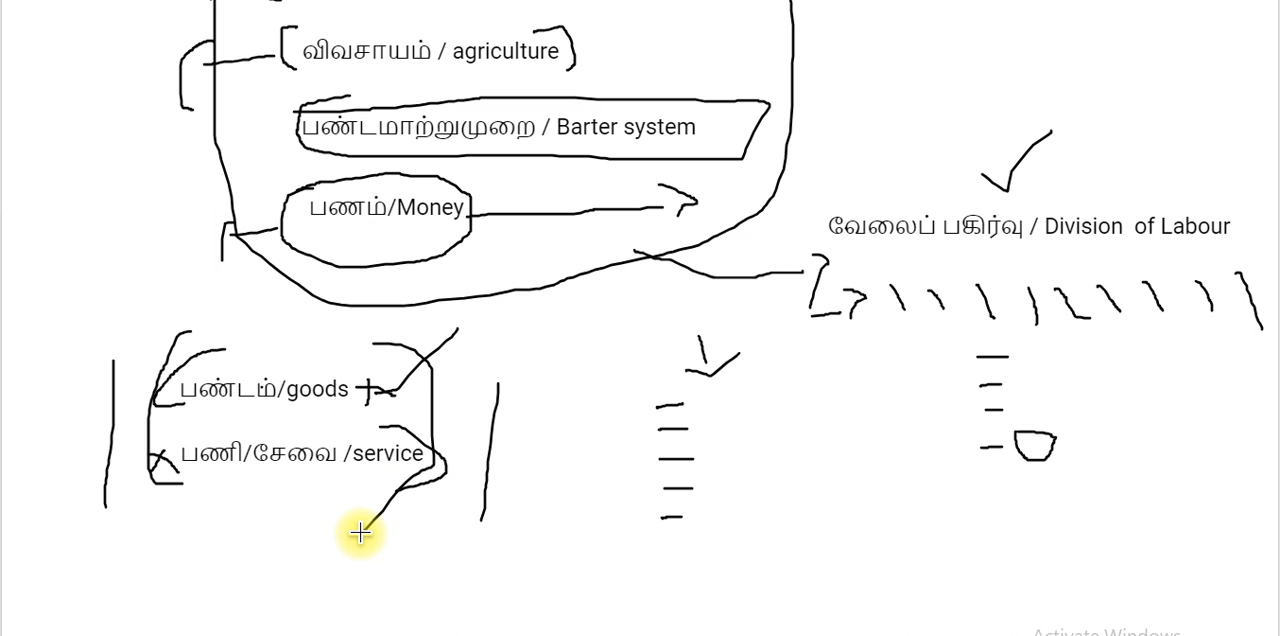 விவசாயம் / agriculture
பண்டமாற்றுமுறை / Barter system
பணம்/Money
வேலைப் பகிர்வு / Division of Labour
பண்டம்/goods
பணி/சேவை /service